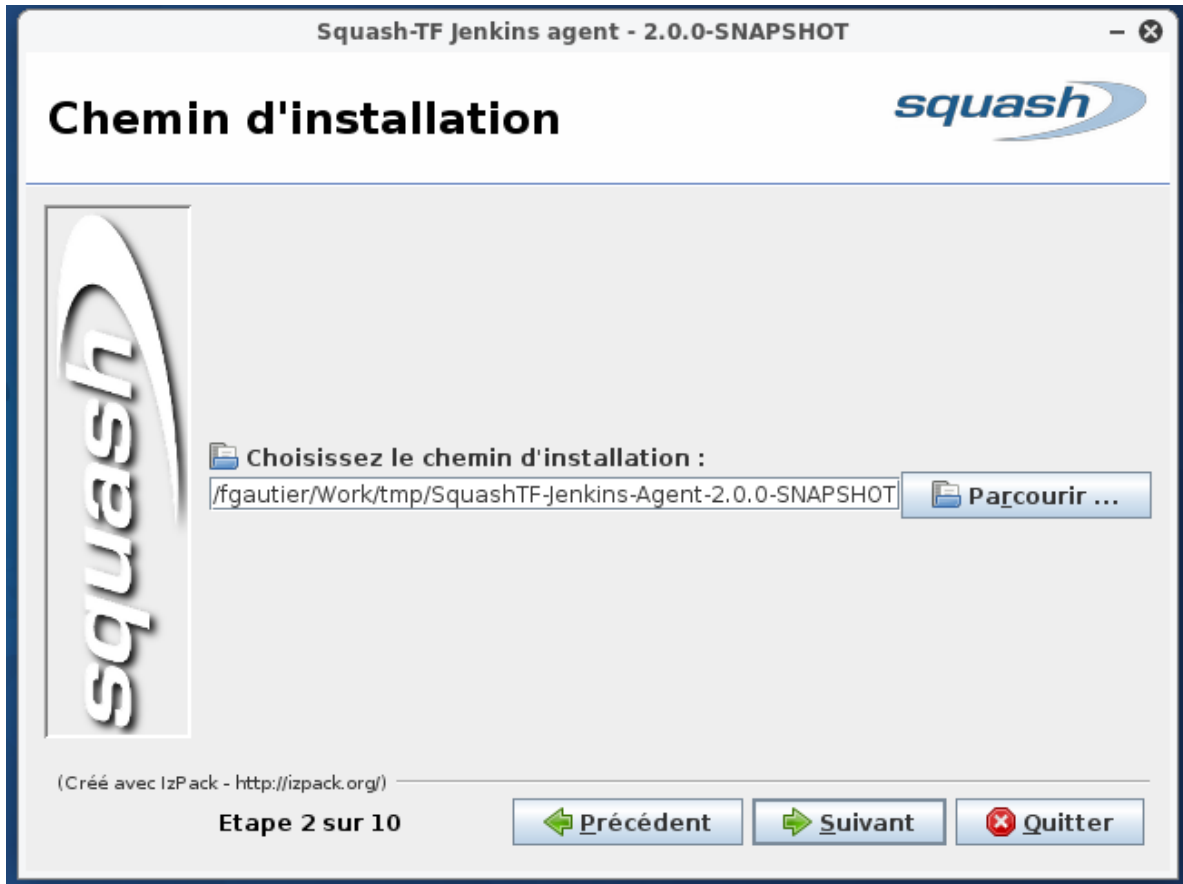 Squash-TF Jenkins agent - 2.0.0-SNAPSHOT
Chemin d'installation
squash
squash
Choisissez le chemin d'installation :
/fgautier/Work/tmp/SquashTF-Jenkins-Agent-2.0.0-SNAPSHOT
Parcourir ...
(Créé avec IzPack - http://izpack.org/)
Etape 2 sur 10
Précédent
Suivant
Quitter